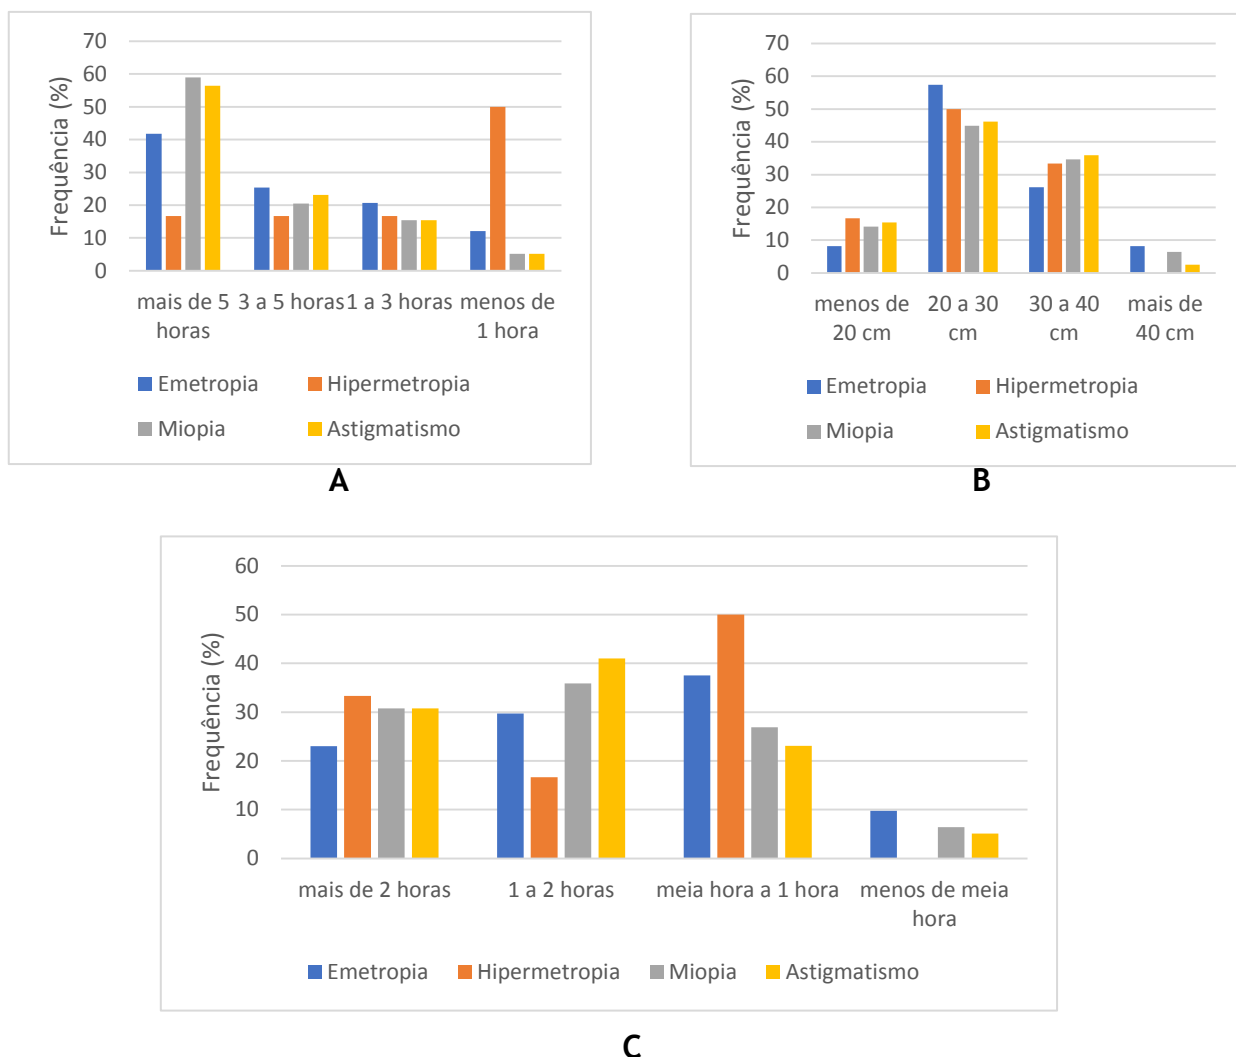 70
60
50
40
30
20
10
0
Frequência (%)
mais de 5 horas
3 a 5 horas
1 a 3 horas
menos de 1 hora
Emetropia
Hipermetropia
Miopia
Astigmatismo
A
70
60
50
40
30
20
10
0
Frequência (%)
menos de 20 cm
20 a 30 cm
30 a 40 cm
mais de 40 cm
Emetropia
Hipermetropia
Miopia
Astigmatismo
B
60
50
40
30
20
10
0
Frequência (%)
mais de 2 horas
1 a 2 horas
meia hora a 1 hora
menos de meia hora
Emetropia
Hipermetropia
Miopia
Astigmatismo
C